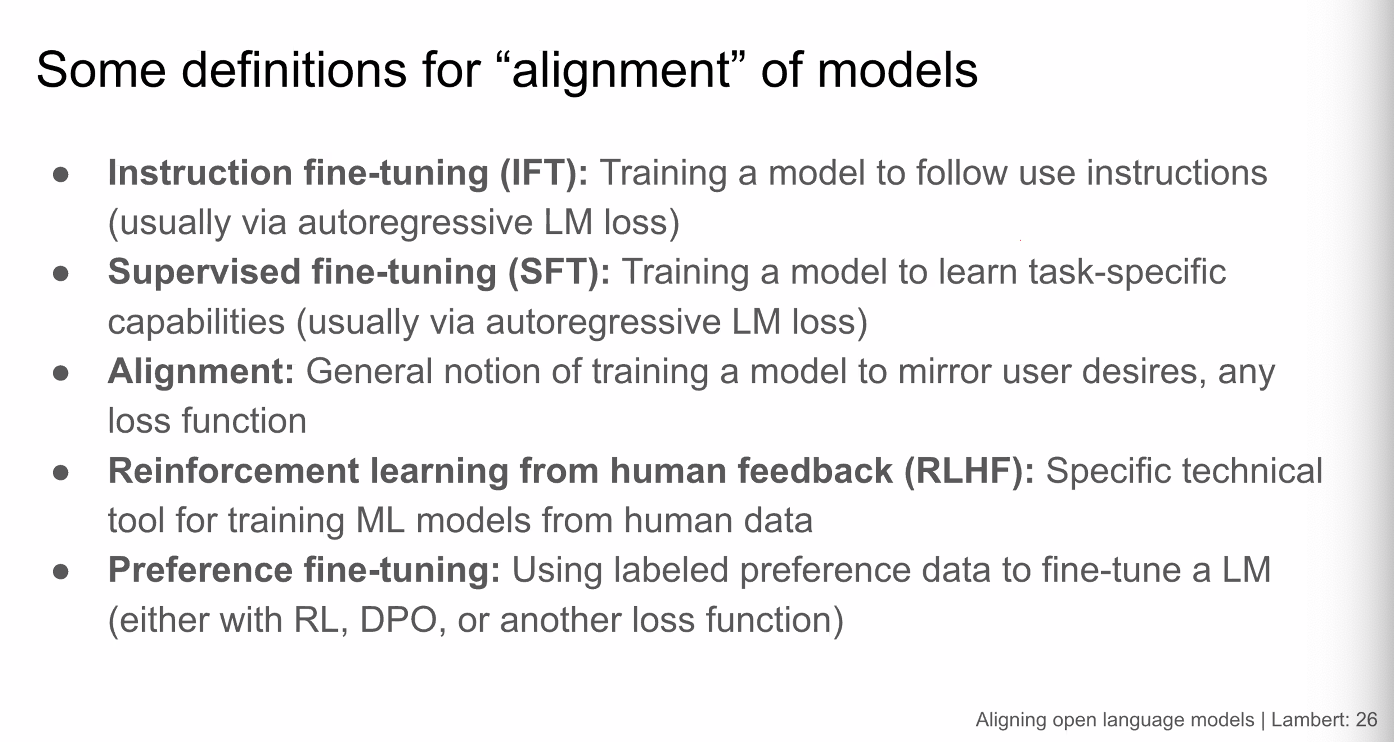 Some definitions for “alignment” of models
● Instruction fine-tuning (IFT): Training a model to follow use instructions
(usually via autoregressive LM loss)
● Supervised fine-tuning (SFT): Training a model to learn task-specific
capabilities (usually via autoregressive LM loss)
● Alignment: General notion of training a model to mirror user desires, any
loss function
● Reinforcement learning from human feedback (RLHF): Specific technical
tool for training ML models from human data
● Preference fine-tuning: Using labeled preference data to fine-tune a LM
(either with RL, DPO, or another loss function)
Aligning open language models | Lambert: 26